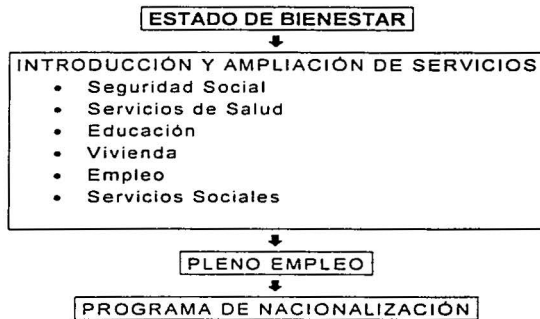 ESTADO DE BIENESTAR
INTRODUCCIÓN Y AMPLIACIÓN DE SERVICIOS
• Seguridad Social
• Servicios de Salud
• Educación
• Vivienda
• Empleo
• Servicios Sociales
PLENO EMPLEO
PROGRAMA DE NACIONALIZACIÓN